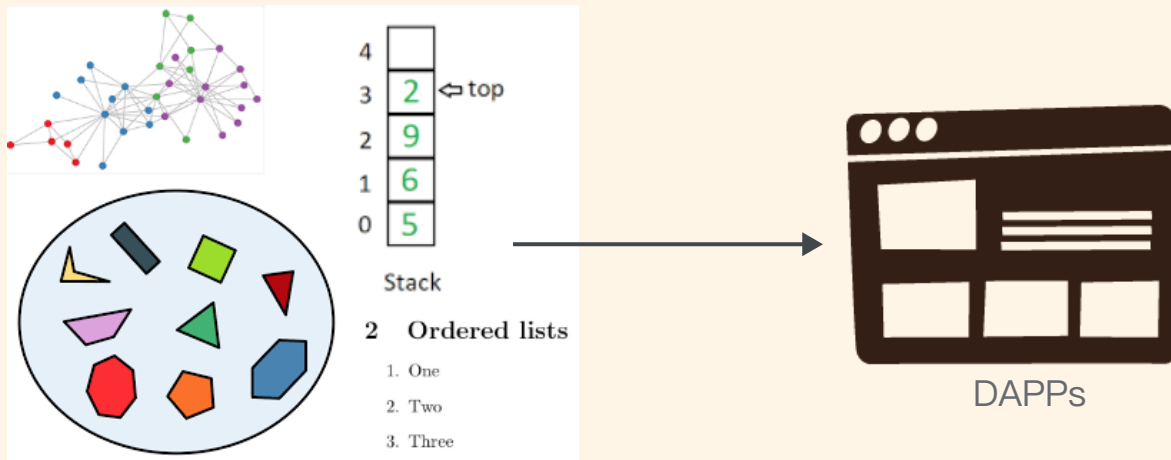 4
3 2 ⇦ top
2 9
1 6
0 5
Stack
2 Ordered lists
1. One
2. Two
3. Three
DAPPs